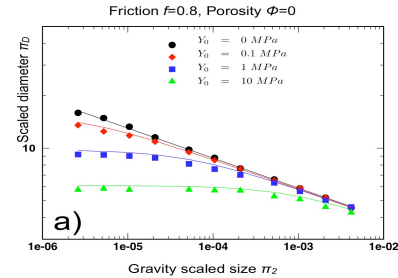 Friction f=0.8, Porosity Φ=0
Scaled diameter π_D
Y₀ = 0 MPa
Y₀ = 0.1 MPa
Y₀ = 1 MPa
Y₀ = 10 MPa
10
a)
1e-06 1e-05 1e-04 1e-03 1e-02
Gravity scaled size π₂